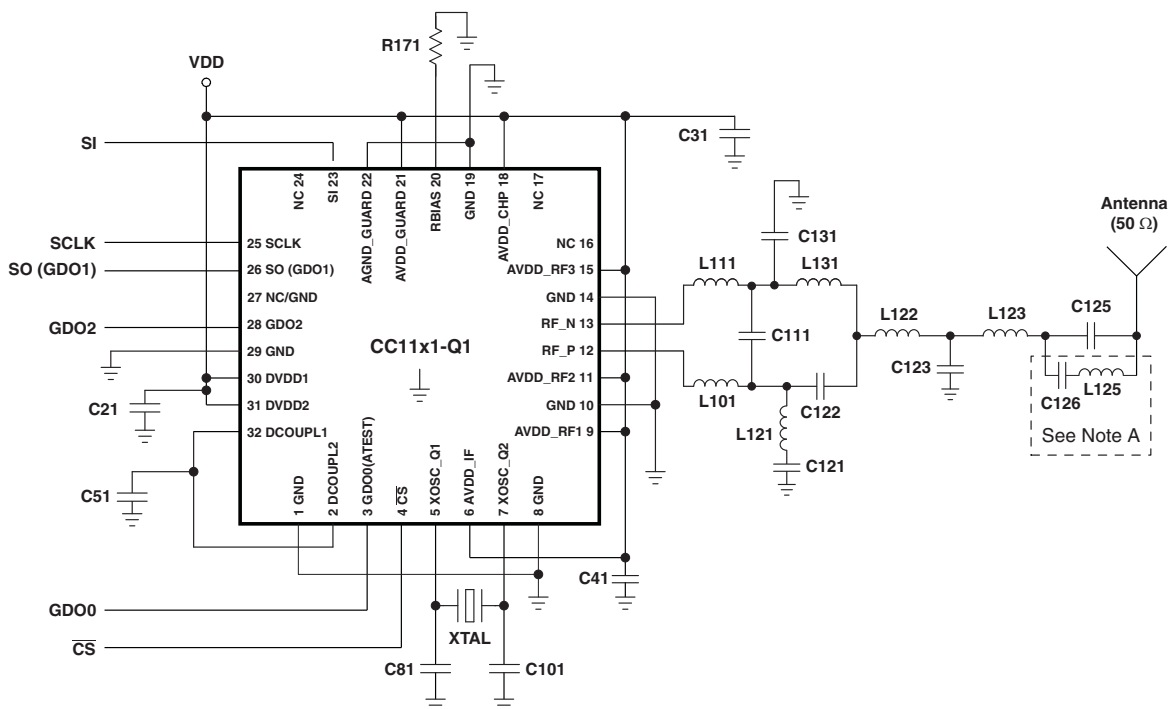 R171
VDD
C31
SI
NC 24
SI 23
AGND_GUARD 22
AVDD_GUARD 21
RBIAS 20
GND 19
AVDD_CHP 18
NC 17
Antenna
(50 Ω)
SCLK
25 SCLK
NC 16
C131
SO (GDO1)
26 SO (GDO1)
AVDD_RF3 15
L111
L131
27 NC/GND
GND 14
GDO2
28 GDO2
RF_N 13
L122
L123
C125
29 GND
CC11x1-Q1
RF_P 12
C111
C123
30 DVDD1
AVDD_RF2 11
L101
C122
C126
L125
C21
31 DVDD2
GND 10
32 DCOUPL1
AVDD_RF1 9
L121
See Note A
C51
C121
1 GND
2 DCOUPL2
3 GDO0(ATEST)
4 CS
5 XOSC_Q1
6 AVDD_IF
7 XOSC_Q2
8 GND
C41
GDO0
XTAL
CS
C81
C101